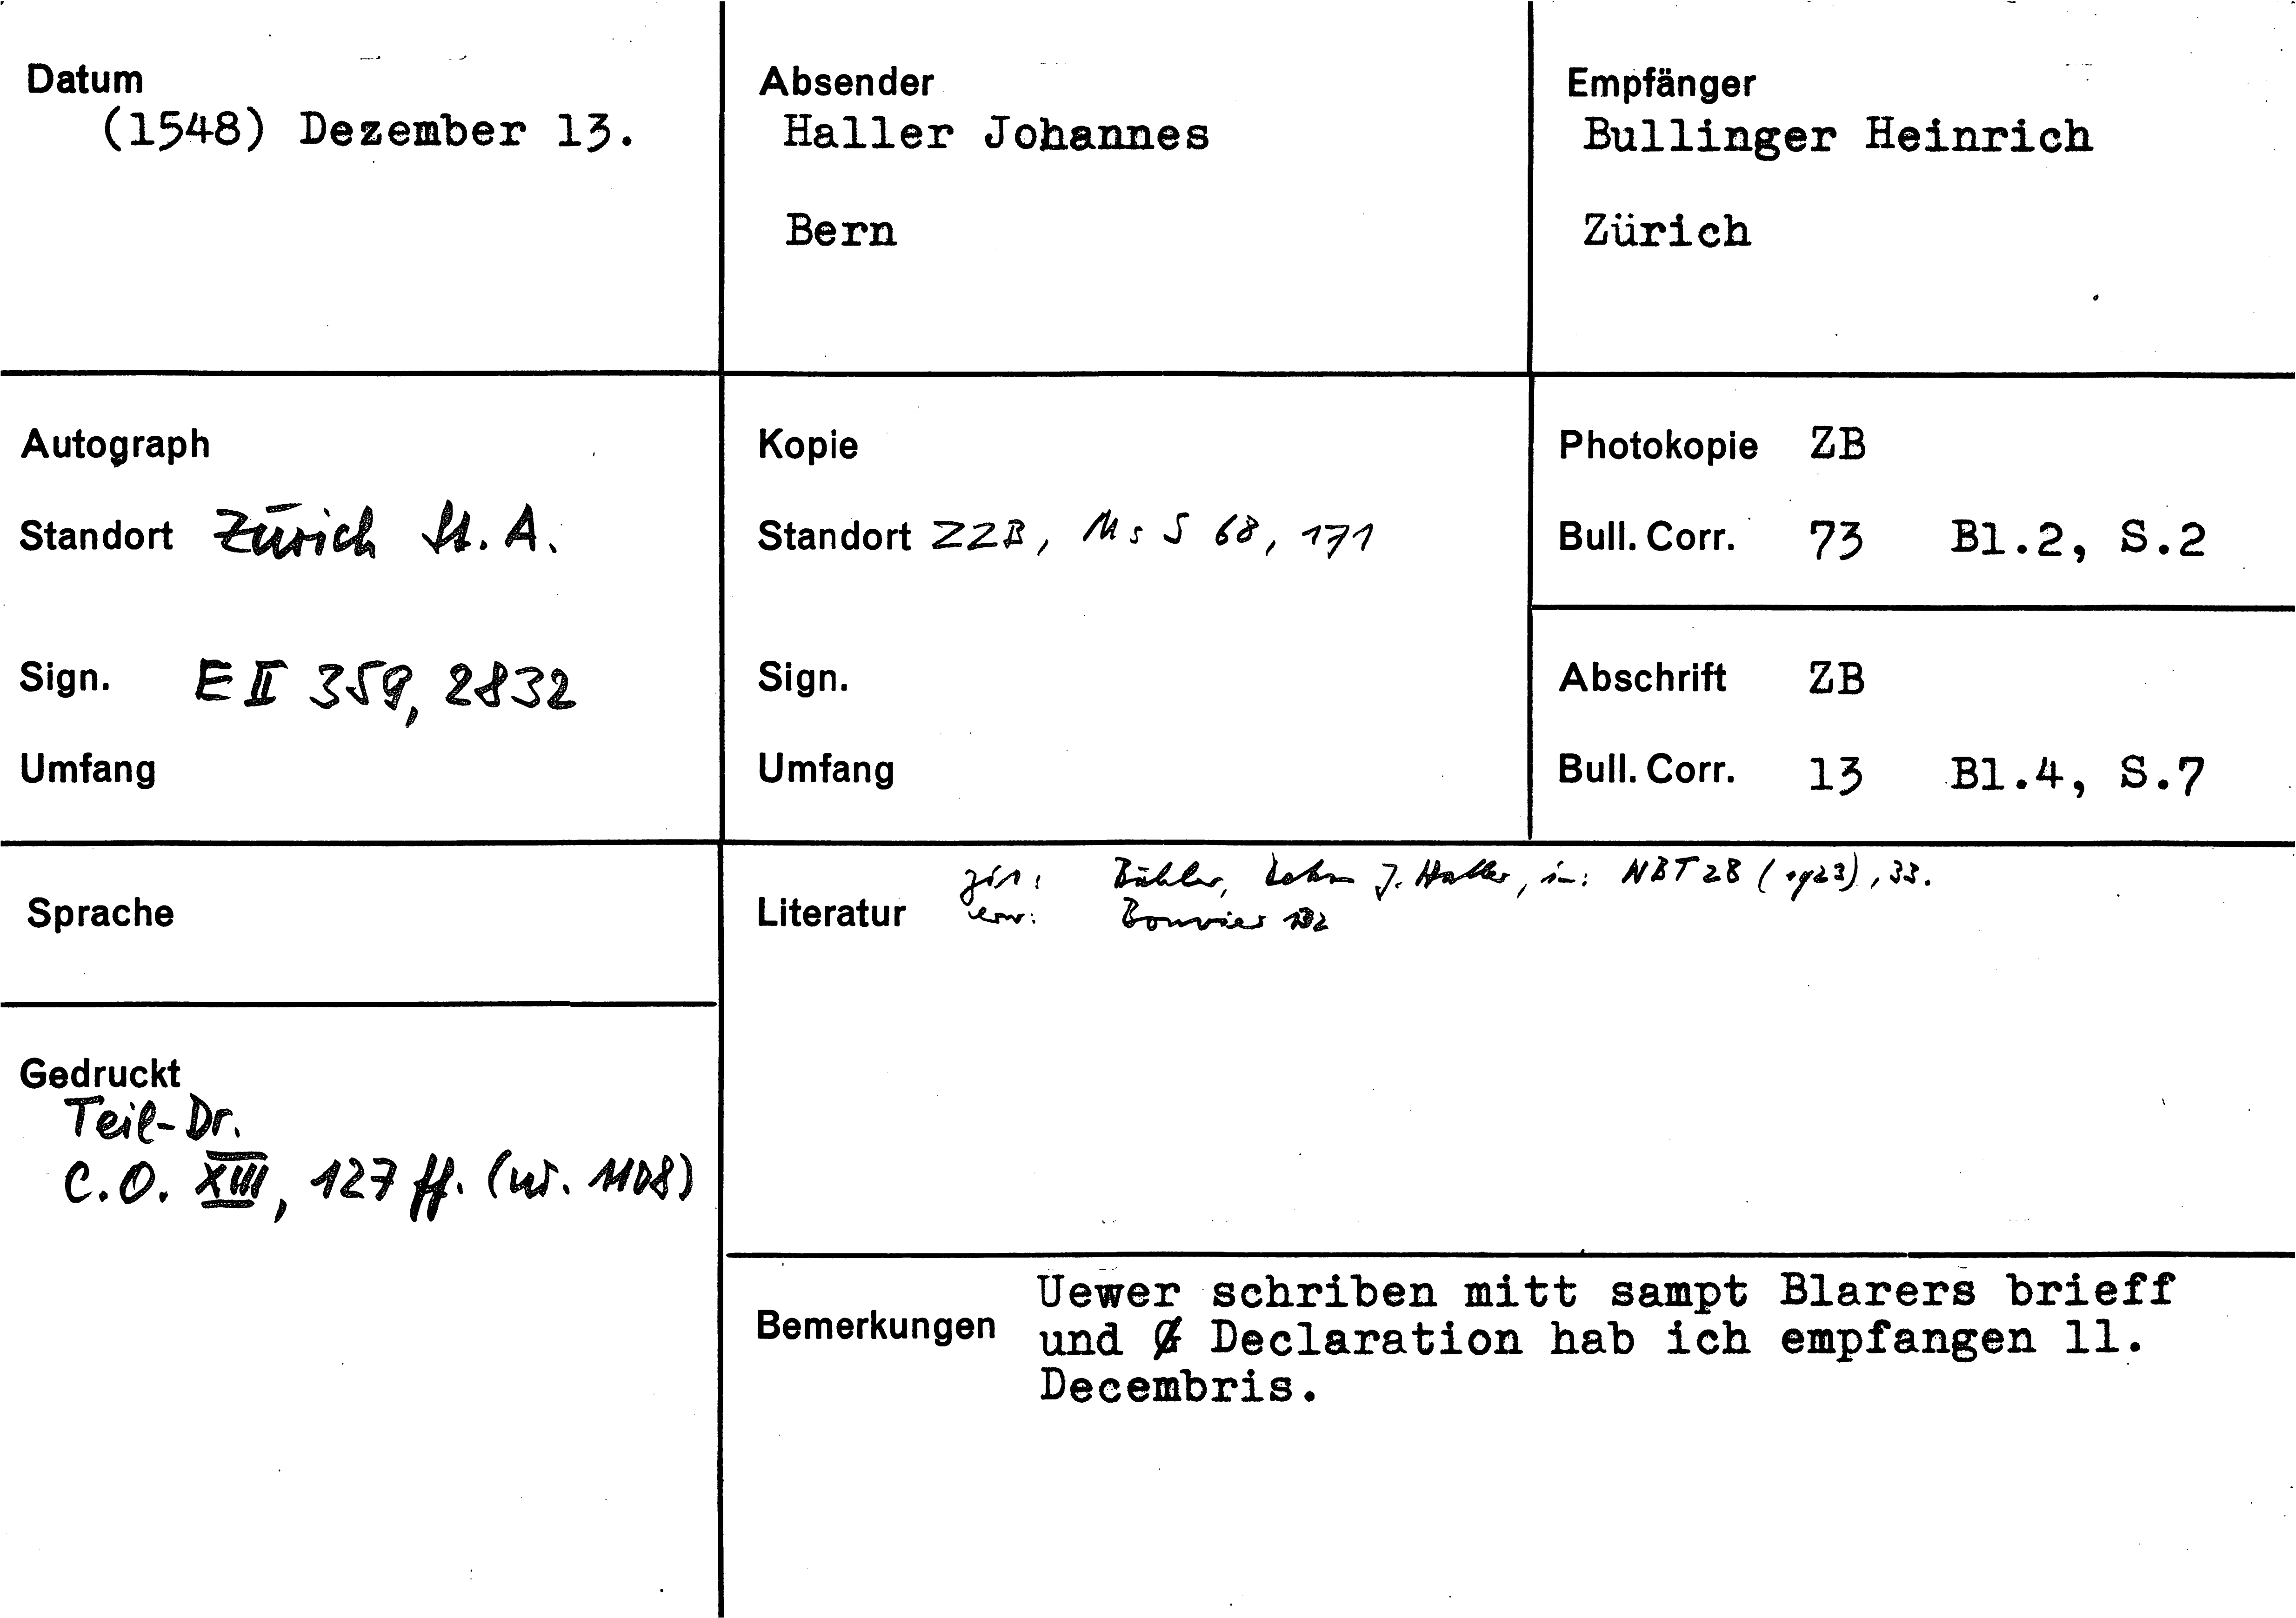 Datum
(1548) Dezember 13.
Absender
Haller Johannes
Bern
Empfänger
Bullinger Heinrich
Zürich
Autograph
Standort Zürich St. A.
Sign. E II 359, 2832
Umfang
Kopie
Standort ZZB, Ms S 68, 171
Sign.
Umfang
Photokopie ZB
Bull. Corr. 73 Bl.2, S.2
Abschrift ZB
Bull. Corr. 13 Bl.4, S.7
Sprache
Gedruckt
Teil-Dr.
C.O. XIII, 127 ff. (nr. 1108)
Literatur
zit: Bühler, J. Haller, in: NBT 28 (1923), 33.
erw: Bouvier 132
Bemerkungen
Uewer schriben mitt sampt Blarers brieff
und Declaration hab ich empfangen 11.
Decembris.